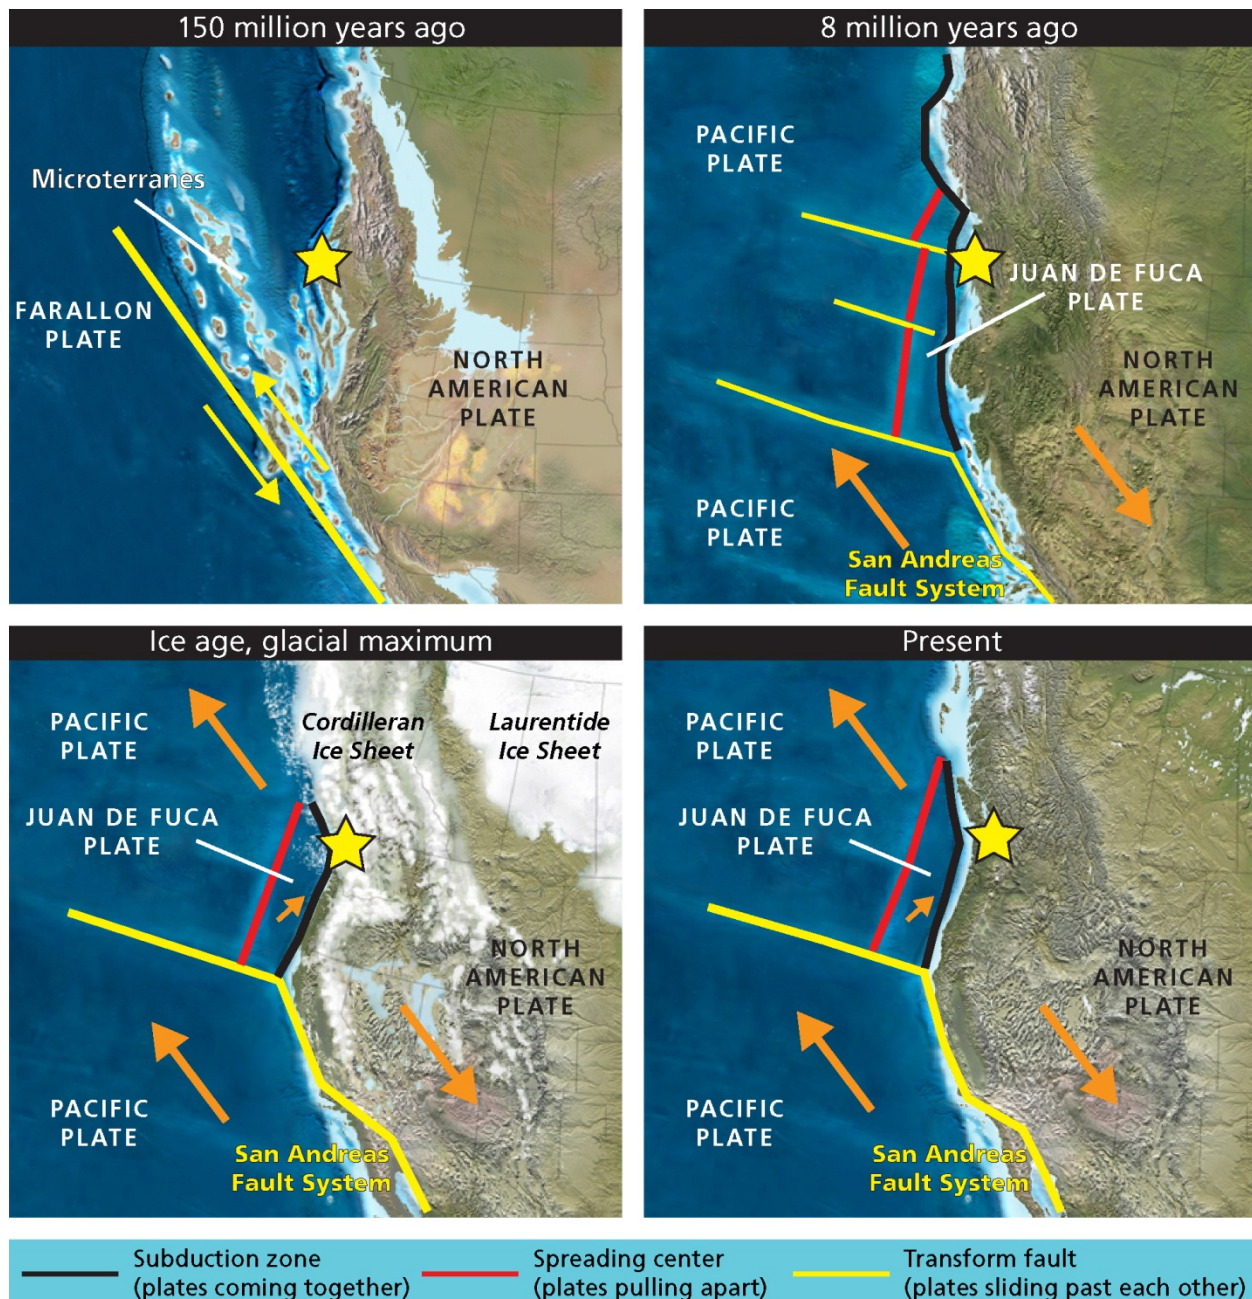 150 million years ago
Microterranes
FARALLON
PLATE
NORTH
AMERICAN
PLATE
8 million years ago
PACIFIC
PLATE
JUAN DE FUCA
PLATE
NORTH
AMERICAN
PLATE
PACIFIC
PLATE
San Andreas
Fault System
Ice age, glacial maximum
PACIFIC
PLATE
Cordilleran
Ice Sheet
Laurentide
Ice Sheet
JUAN DE FUCA
PLATE
NORTH
AMERICAN
PLATE
PACIFIC
PLATE
San Andreas
Fault System
Present
PACIFIC
PLATE
JUAN DE FUCA
PLATE
NORTH
AMERICAN
PLATE
PACIFIC
PLATE
San Andreas
Fault System
Subduction zone
(plates coming together)
Spreading center
(plates pulling apart)
Transform fault
(plates sliding past each other)